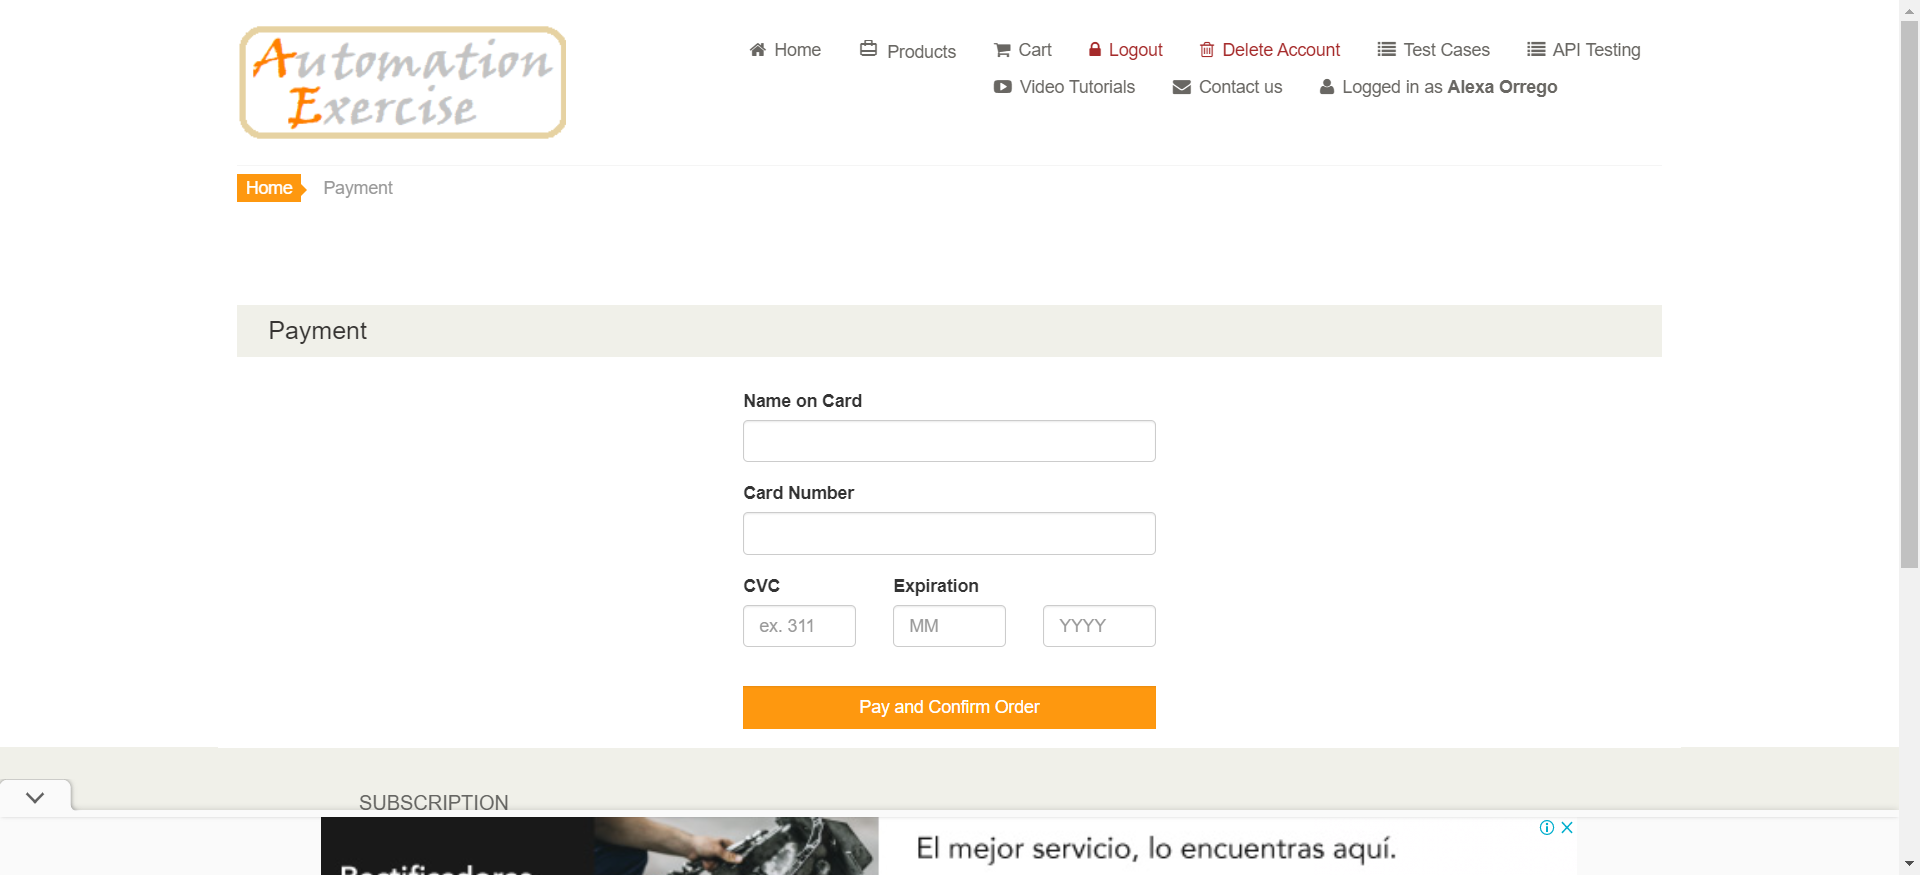 Automation
Exercise
Home Products Cart Logout Delete Account Test Cases API Testing
Video Tutorials Contact us Logged in as Alexa Orrego
Home Payment
Payment
Name on Card
Card Number
CVC Expiration
ex. 311 MM YYYY
Pay and Confirm Order
SUBSCRIPTION
Rectificadores
El mejor servicio, lo encuentras aquí.